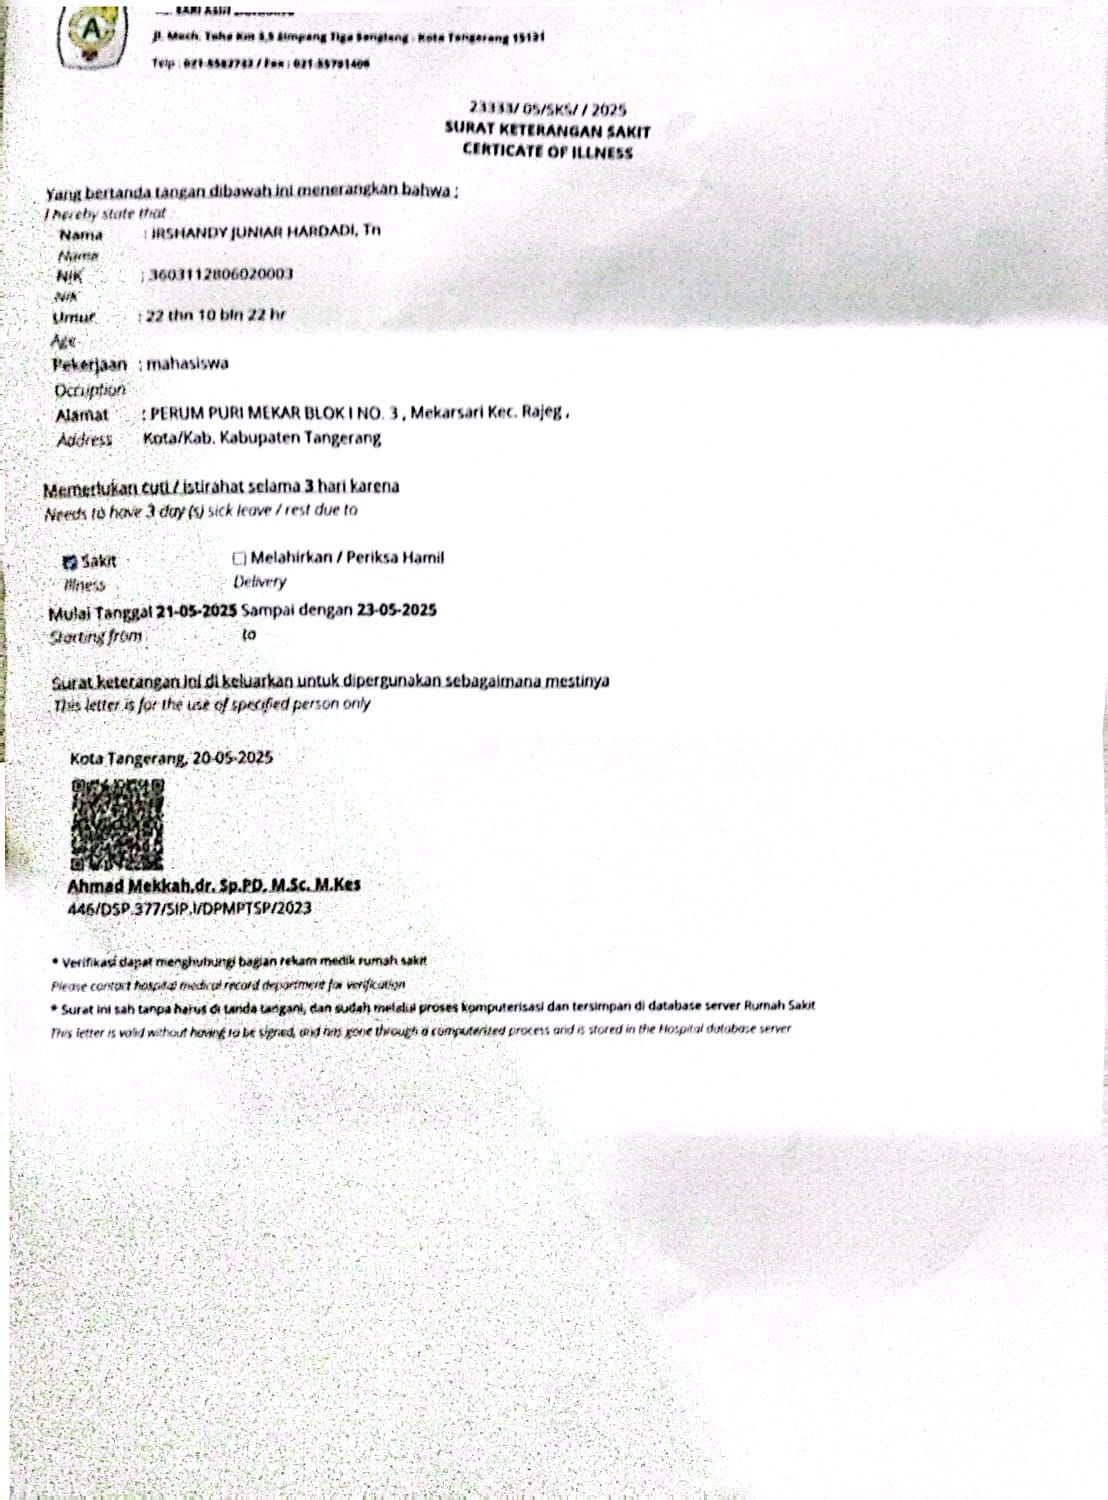 A
SARI ASIH
Jl. Moch. Toha Km 3,5 Simpang Tiga Sangiang - Kota Tangerang 15131
Telp : 021-5582742 / Fax : 021-55791406
23333/ 05/SKS/ / 2025
SURAT KETERANGAN SAKIT
CERTICATE OF ILLNESS
Yang bertanda tangan dibawah ini menerangkan bahwa :
I hereby state that
Nama : IRSHANDY JUNIAR HARDADI, Tn
Name
NIK : 3603112806020003
NIK
Umur : 22 thn 10 bln 22 hr
Age
Pekerjaan : mahasiswa
Occuption
Alamat : PERUM PURI MEKAR BLOK I NO. 3 , Mekarsari Kec. Rajeg ,
Address Kota/Kab. Kabupaten Tangerang
Memerlukan cuti / istirahat selama 3 hari karena
Needs to have 3 day (s) sick leave / rest due to
Sakit Melahirkan / Periksa Hamil
Illness Delivery
Mulai Tanggal 21-05-2025 Sampai dengan 23-05-2025
Starting from to
Surat keterangan ini di keluarkan untuk dipergunakan sebagaimana mestinya
This letter is for the use of specified person only
Kota Tangerang, 20-05-2025
Ahmad Mekkah,dr. Sp.PD, M.Sc. M.Kes
446/DSP.377/SIP.I/DPMPTSP/2023
* Verifikasi dapat menghubungi bagian rekam medik rumah sakit
Please contact hospital medical record department for verification
* Surat ini sah tanpa harus di tanda tangani, dan sudah melalui proses komputerisasi dan tersimpan di database server Rumah Sakit
This letter is valid without having to be signed, and has gone through a computerized process and is stored in the Hospital database server